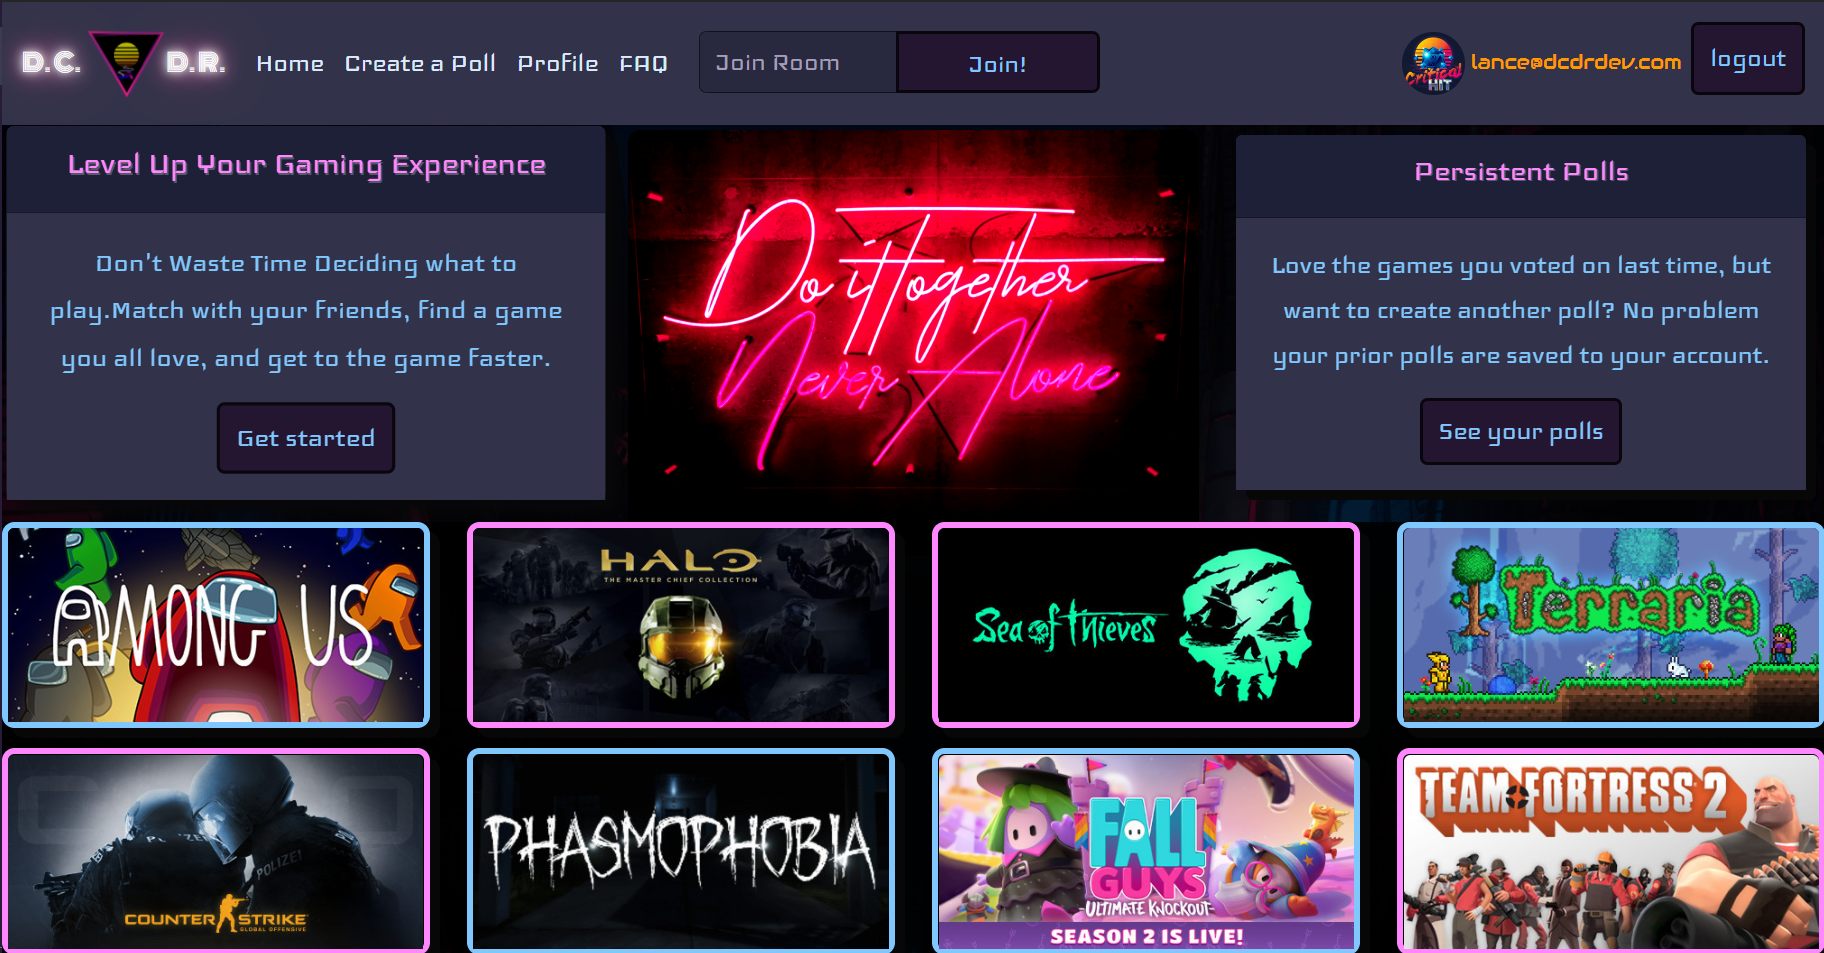 D.C. D.R. Home Create a Poll Profile FAQ Join Room Join! Critical HIT lance@dcdrdev.com logout
Level Up Your Gaming Experience
Don't Waste Time Deciding what to
play.Match with your Friends, Find a game
you all love, and get to the game Faster.
Get started
Do it together
Never Alone
Persistent Polls
Love the games you voted on last time, but
want to create another poll? No problem
your prior polls are saved to your account.
See your polls
AMONG US
HALO
THE MASTER CHIEF COLLECTION
Sea of Thieves
Terraria
POLIZEI
COUNTER STRIKE
GLOBAL OFFENSIVE
PHASMOPHOBIA
FALL
GUYS
ULTIMATE KNOCKOUT
SEASON 2 IS LIVE!
TEAM FORTRESS 2